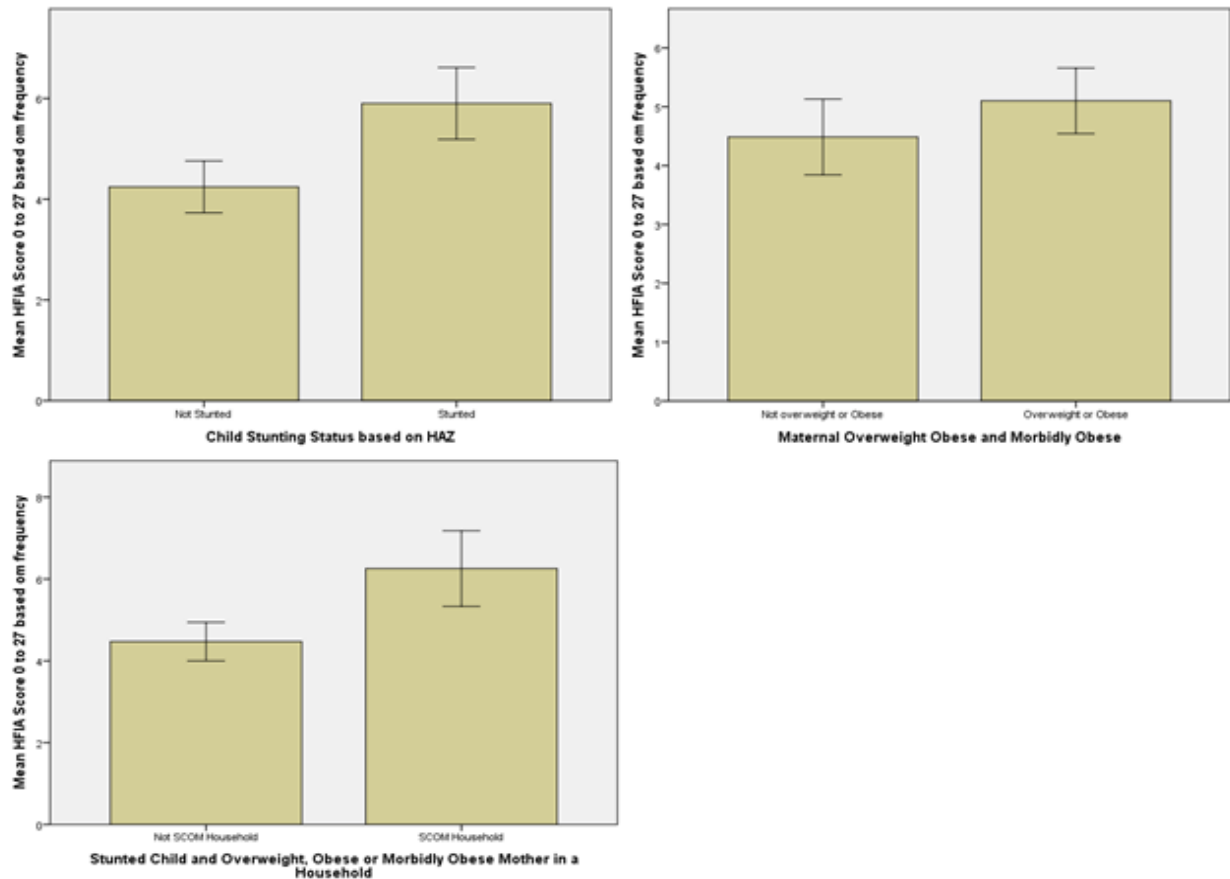 Mean HFIA Score 0 to 27 based om frequency
6
4
2
0
Not Stunted Stunted
Child Stunting Status based on HAZ
Mean HFIA Score 0 to 27 based om frequency
6
5
4
3
2
1
0
Not overweight or Obese Overweight or Obese
Maternal Overweight Obese and Morbidly Obese
Mean HFIA Score 0 to 27 based om frequency
8
6
4
2
0
Not SCOM Household SCOM Household
Stunted Child and Overweight, Obese or Morbidly Obese Mother in a
Household